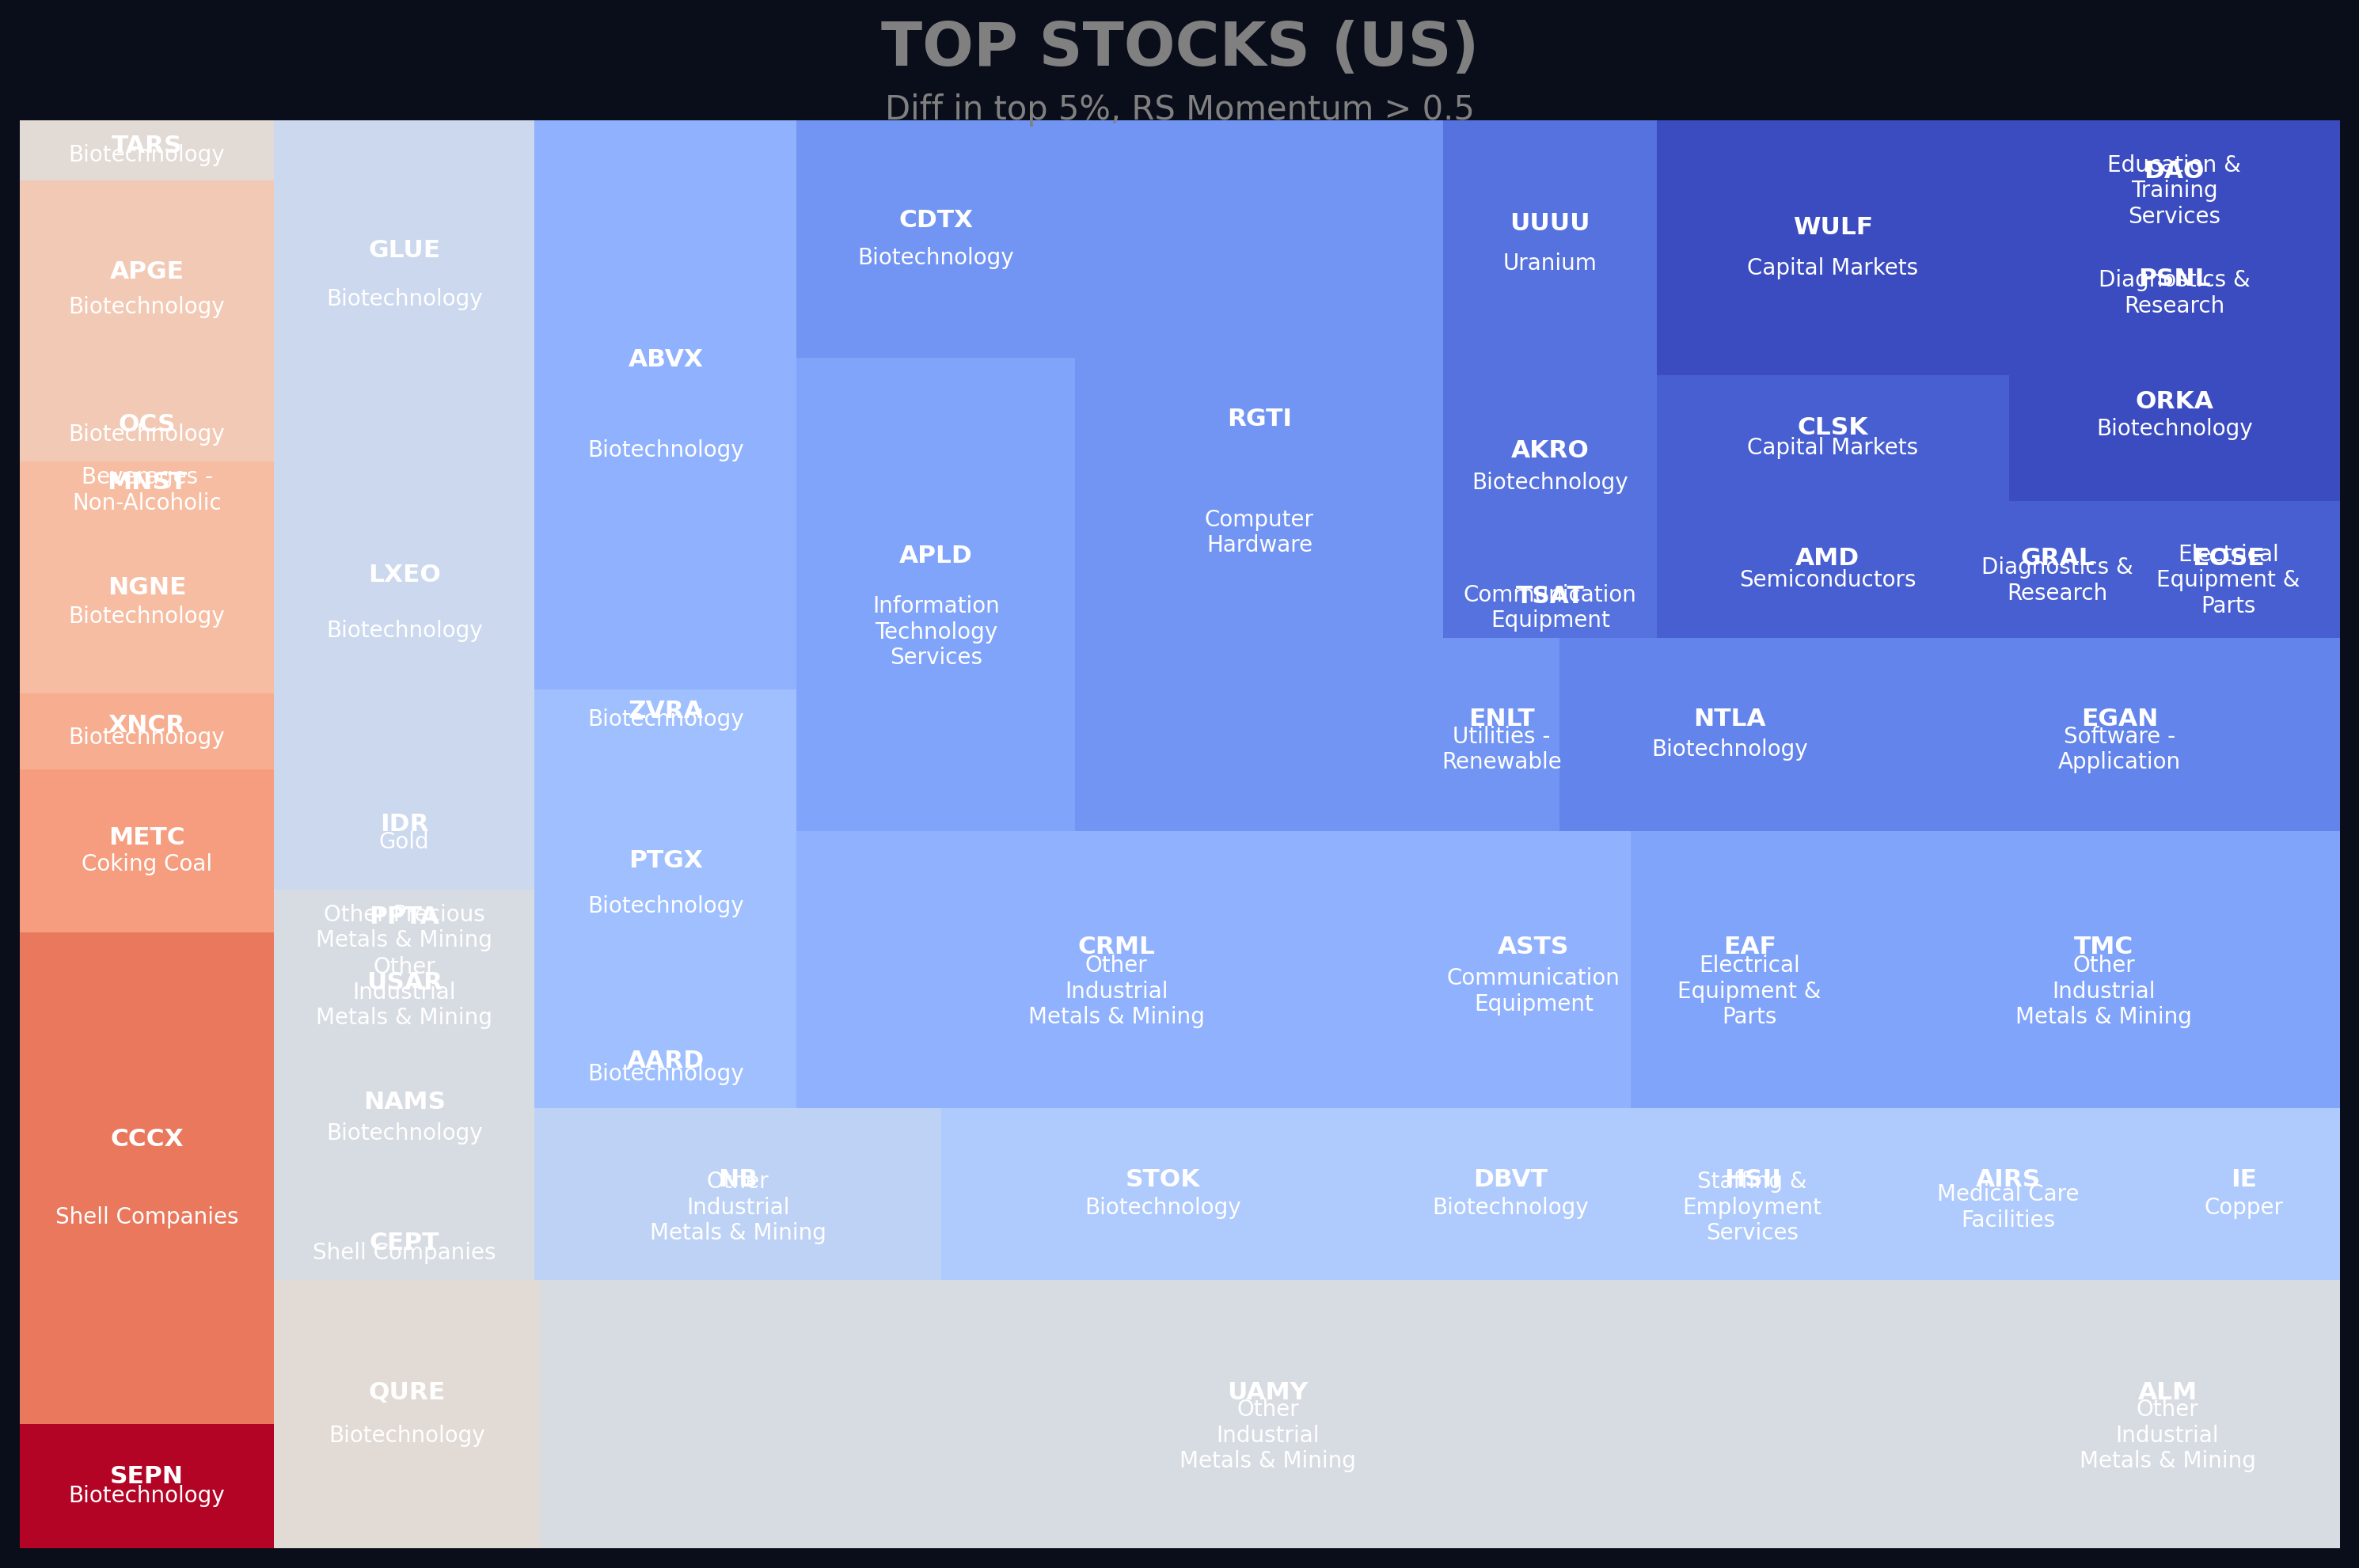 TOP STOCKS (US)
Diff in top 5%, RS Momentum > 0.5
TARS
Biotechnology
APGE
Biotechnology
OCS
Biotechnology
MNST
Beverages -
Non-Alcoholic
NGNE
Biotechnology
XNCR
Biotechnology
METC
Coking Coal
CCCX
Shell Companies
SEPN
Biotechnology
GLUE
Biotechnology
LXEO
Biotechnology
IDR
Gold
PPTA
Other Precious
Metals & Mining
USAR
Other
Industrial
Metals & Mining
NAMS
Biotechnology
CEPT
Shell Companies
QURE
Biotechnology
ABVX
Biotechnology
ZVRA
Biotechnology
PTGX
Biotechnology
AARD
Biotechnology
CDTX
Biotechnology
APLD
Information
Technology
Services
RGTI
Computer
Hardware
UUUU
Uranium
AKRO
Biotechnology
TSAT
Communication
Equipment
WULF
Capital Markets
CLSK
Capital Markets
DAO
Education &
Training
Services
PSNL
Diagnostics &
Research
ORKA
Biotechnology
AMD
Semiconductors
GRAL
Diagnostics &
Research
EOSE
Electrical
Equipment &
Parts
ENLT
Utilities -
Renewable
NTLA
Biotechnology
EGAN
Software -
Application
CRML
Other
Industrial
Metals & Mining
ASTS
Communication
Equipment
EAF
Electrical
Equipment &
Parts
TMC
Other
Industrial
Metals & Mining
NB
Other
Industrial
Metals & Mining
STOK
Biotechnology
DBVT
Biotechnology
HSII
Staffing &
Employment
Services
AIRS
Medical Care
Facilities
IE
Copper
UAMY
Other
Industrial
Metals & Mining
ALM
Other
Industrial
Metals & Mining